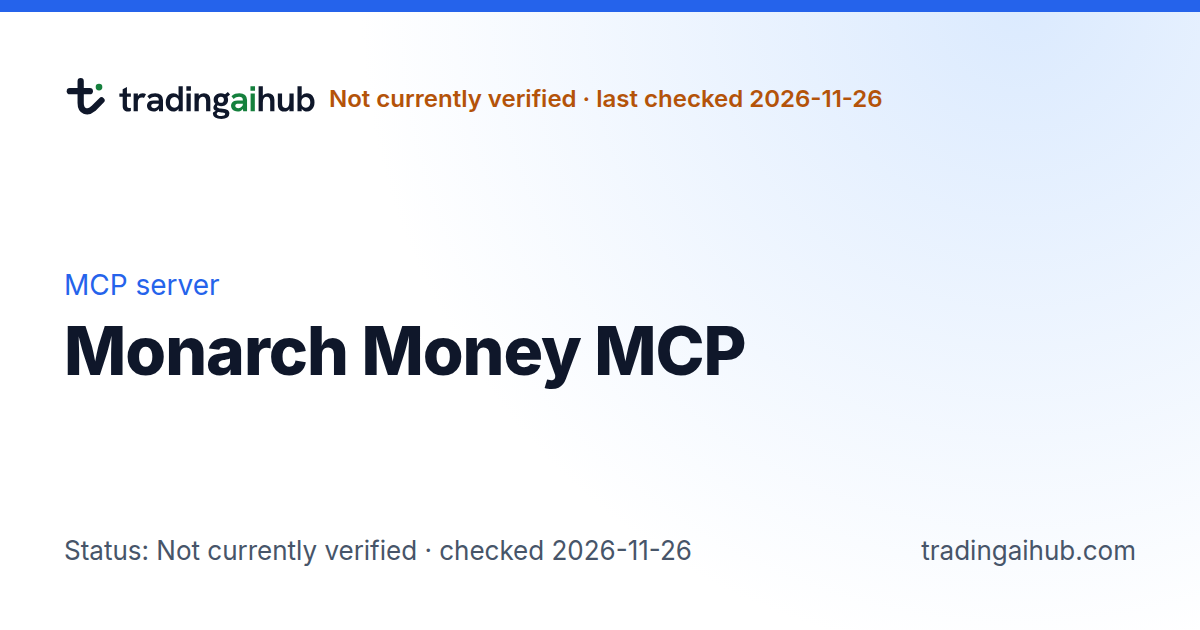 tradingaihub Not currently verified · last checked 2026-11-26
MCP server
Monarch Money MCP
Status: Not currently verified · checked 2026-11-26
tradingaihub.com